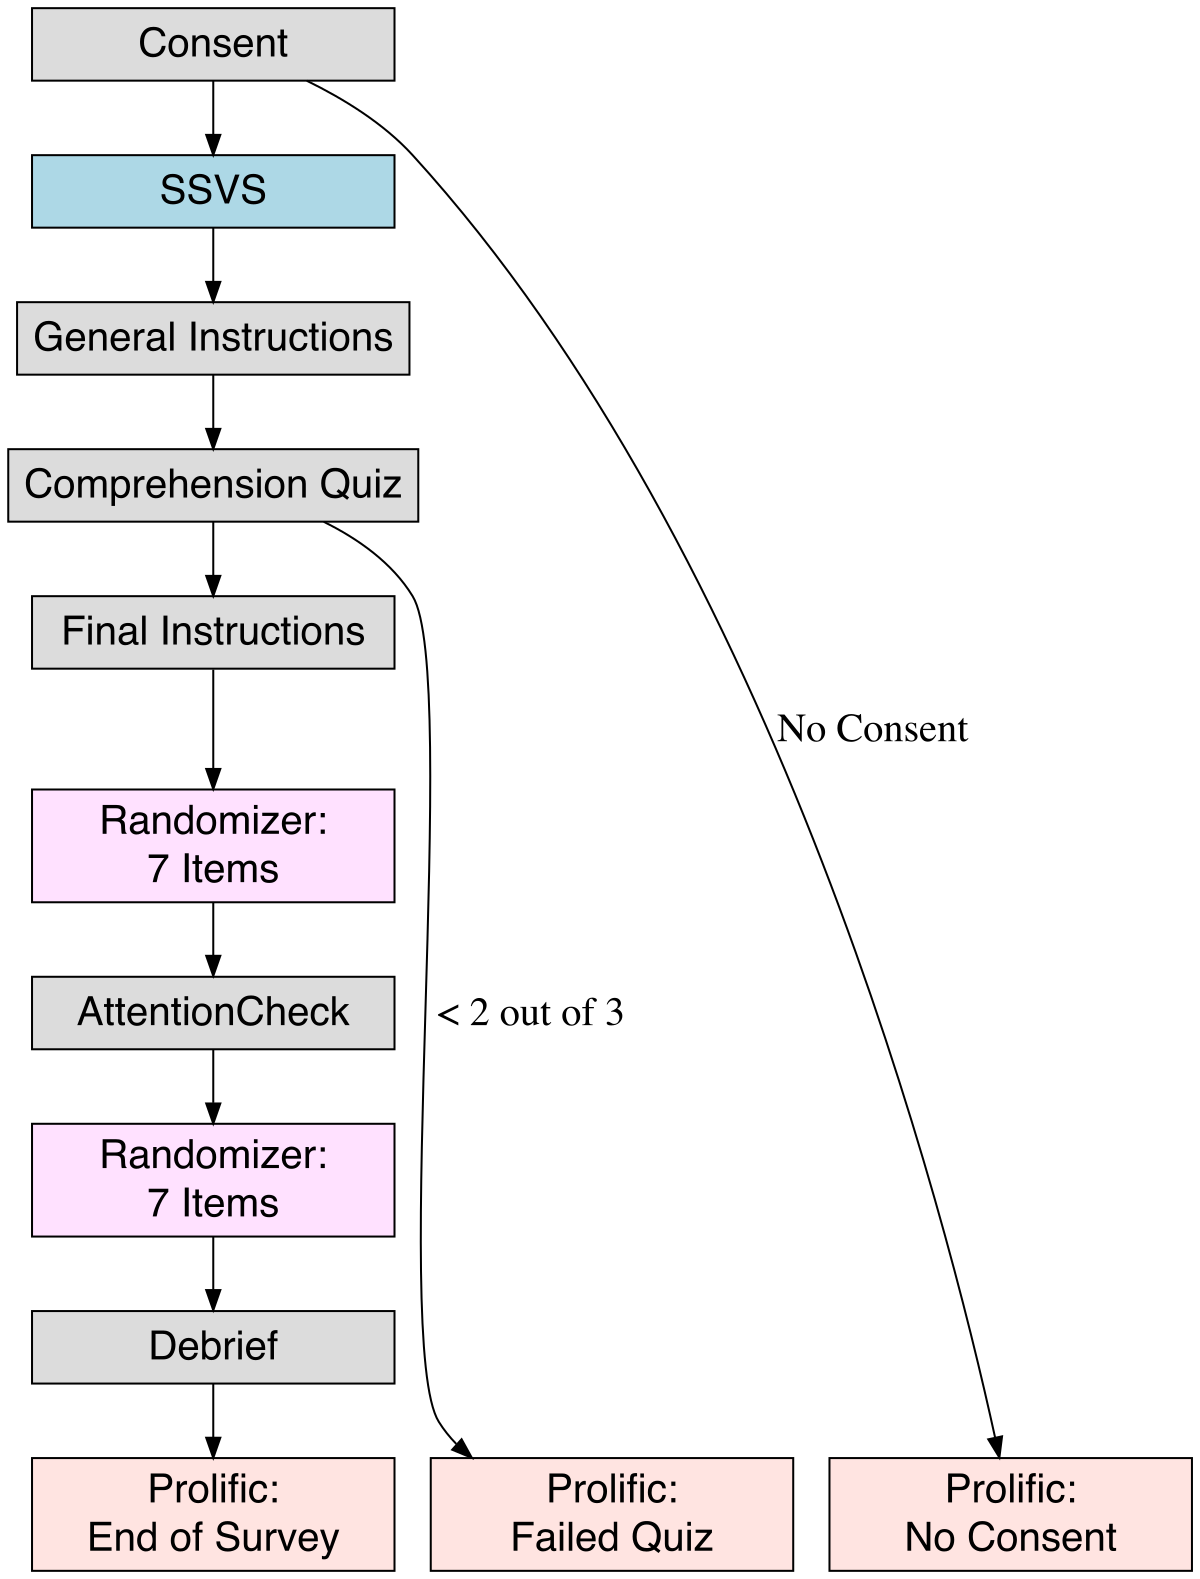 Consent
SSVS
General Instructions
Comprehension Quiz
Final Instructions
No Consent
Randomizer:
7 Items
AttentionCheck
< 2 out of 3
Randomizer:
7 Items
Debrief
Prolific:
End of Survey
Prolific:
Failed Quiz
Prolific:
No Consent